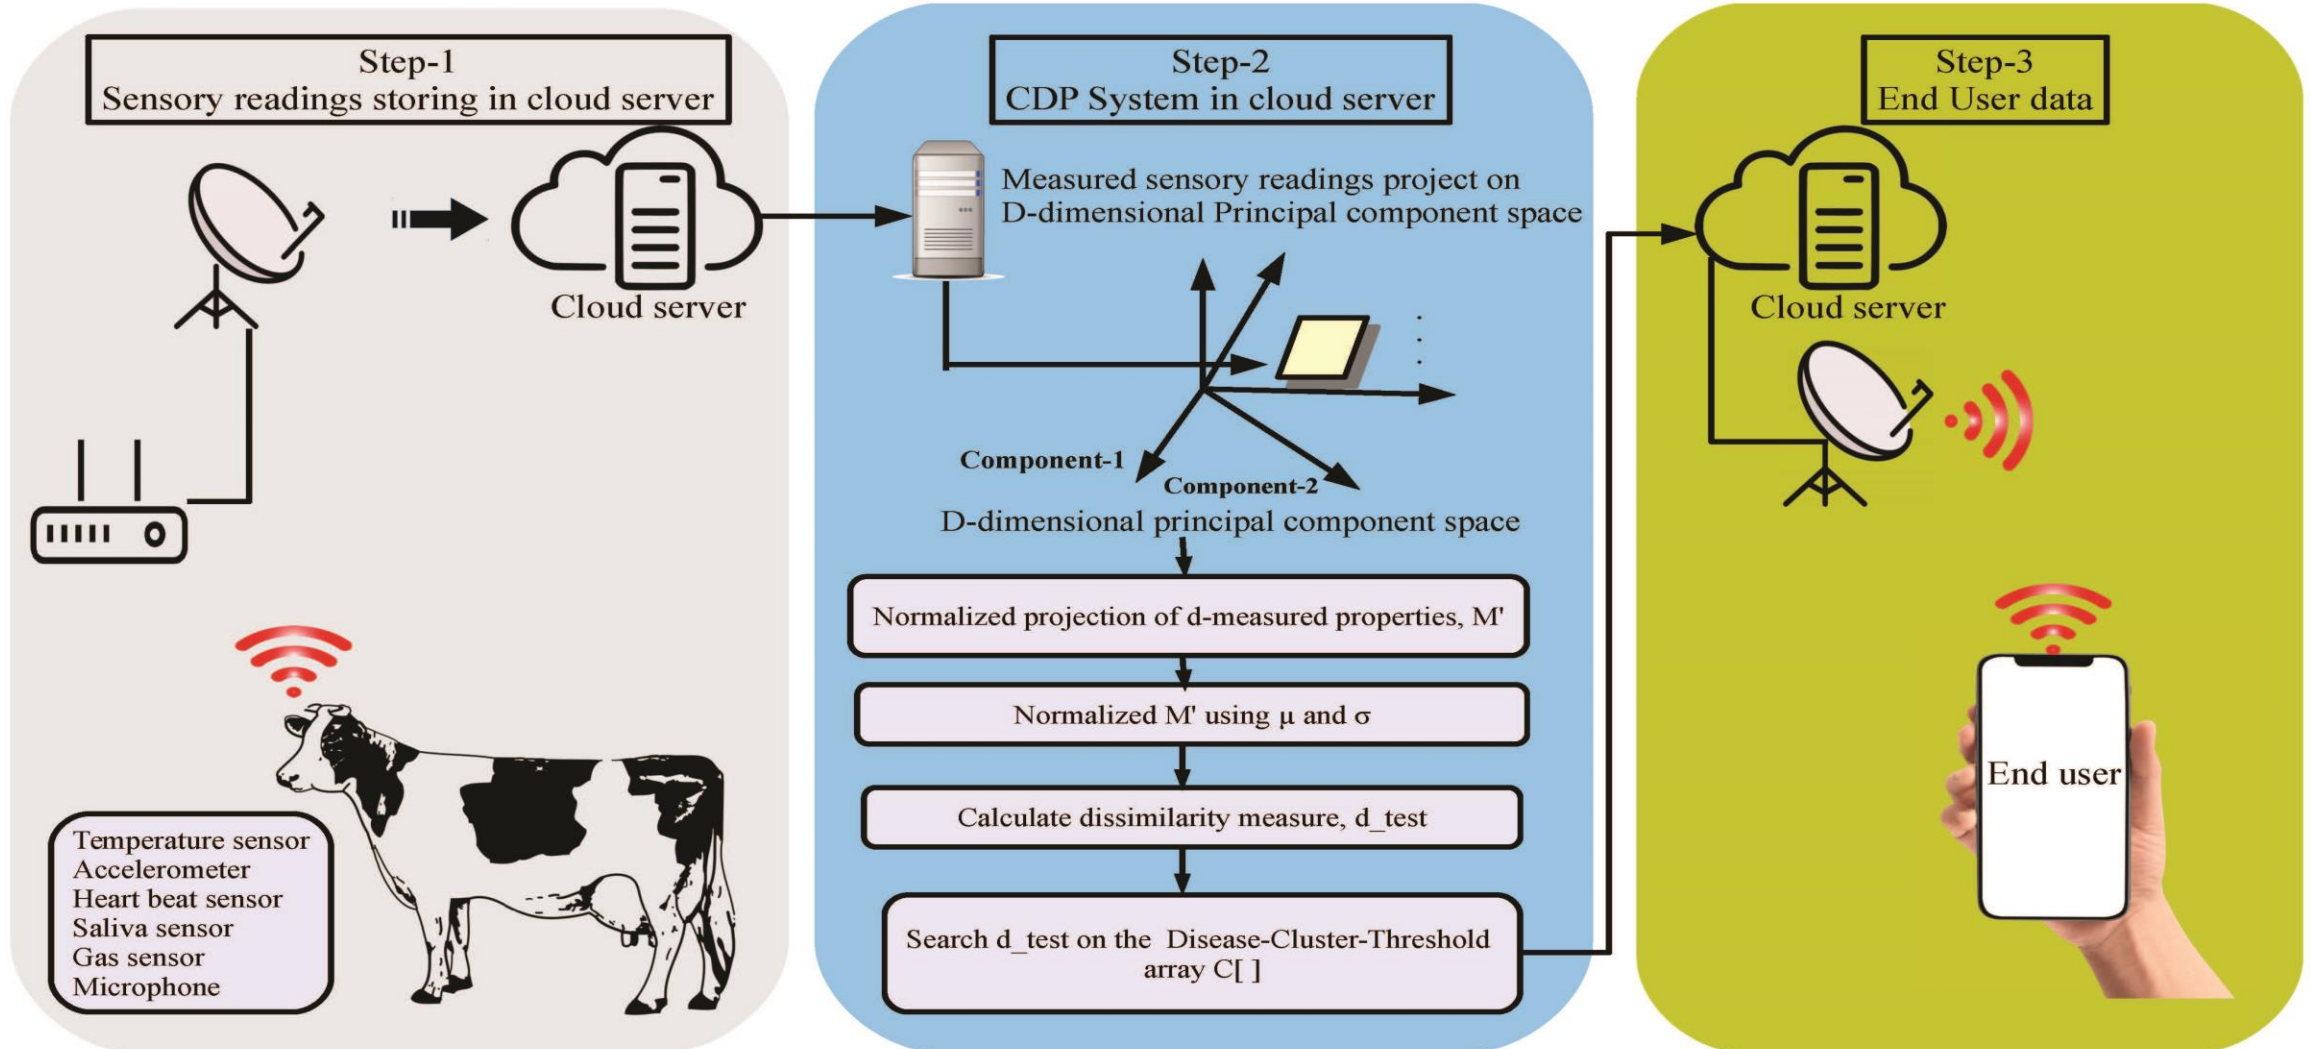 Step-1
Sensory readings storing in cloud server
Cloud server
Temperature sensor
Accelerometer
Heart beat sensor
Saliva sensor
Gas sensor
Microphone
Step-2
CDP System in cloud server
Measured sensory readings project on
D-dimensional Principal component space
Component-1
Component-2
D-dimensional principal component space
Normalized projection of d-measured properties, M'
Normalized M' using µ and σ
Calculate dissimilarity measure, d_test
Search d_test on the Disease-Cluster-Threshold
array C[ ]
Step-3
End User data
Cloud server
End user